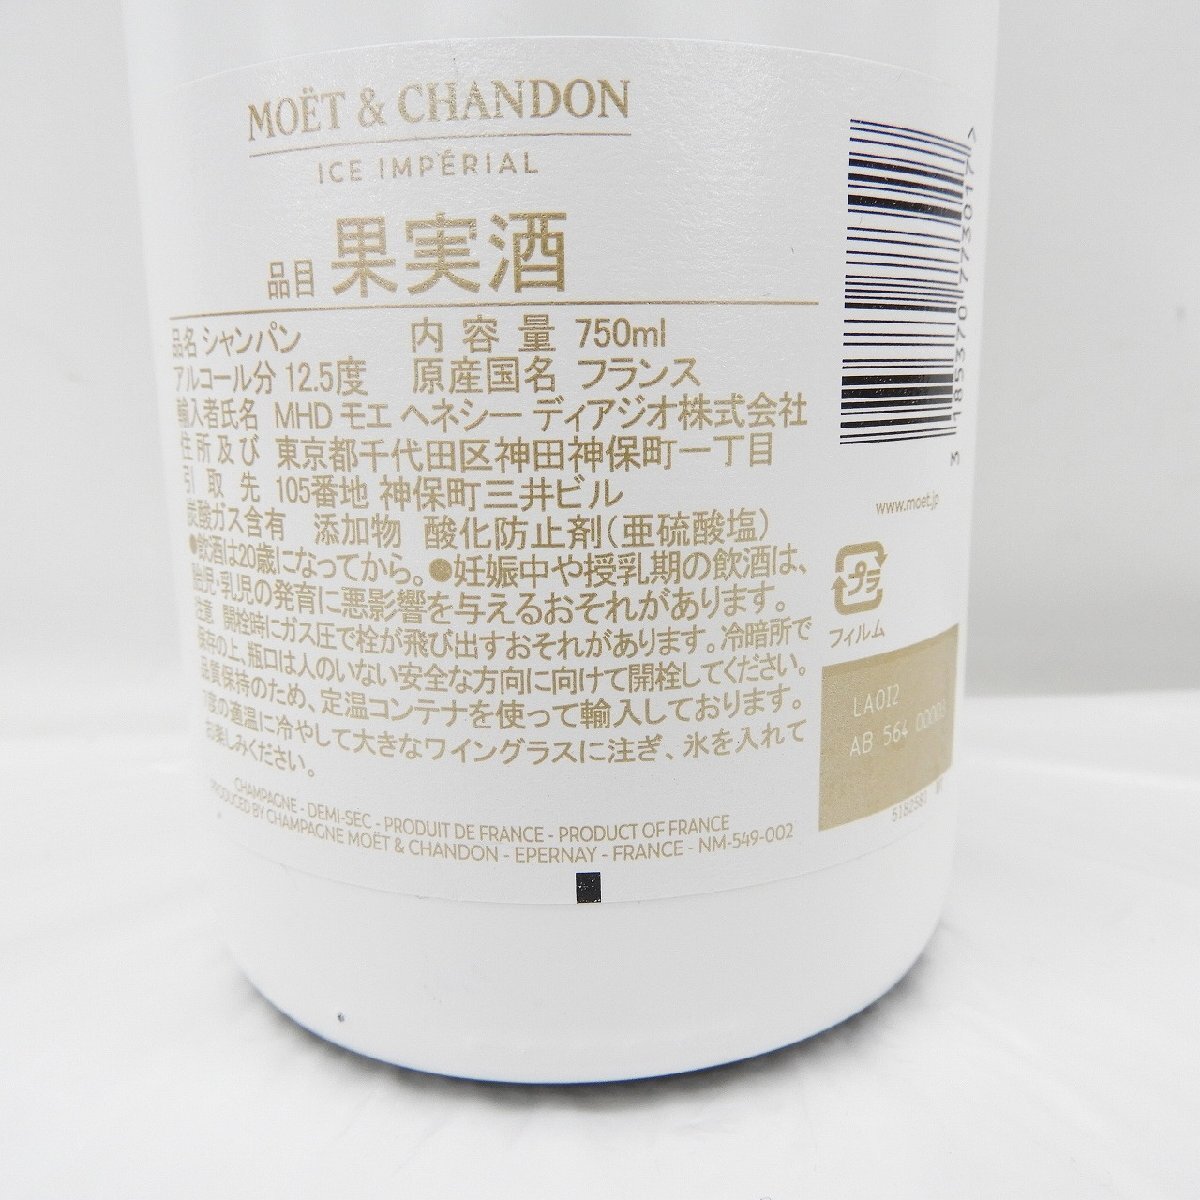 MOËT & CHANDON
ICE IMPÉRIAL
品目 果実酒
品名 シャンパン 内容量 750ml
アルコール分 12.5度 原産国名 フランス
輸入者氏名 MHD モエ ヘネシー ディアジオ株式会社
住所及び 東京都千代田区神田神保町一丁目
引取先 105番地 神保町三井ビル
炭酸ガス含有 添加物 酸化防止剤(亜硫酸塩)
●飲酒は20歳になってから。●妊娠中や授乳期の飲酒は、
胎児・乳児の発育に悪影響を与えるおそれがあります。
注意 開栓時にガス圧で栓が飛び出すおそれがあります。冷暗所で
保存の上、瓶口は人のいない安全な方向に向けて開栓してください。
品質保持のため、定温コンテナを使って輸入しております。
度の適温に冷やして大きなワイングラスに注ぎ、氷を入れて
お楽しみください。
CHAMPAGNE - DEMI-SEC - PRODUIT DE FRANCE - PRODUCT OF FRANCE
PRODUCED BY CHAMPAGNE MOËT & CHANDON - EPERNAY - FRANCE - NM-549-002
3 185370 773017 >
www.moet.jp
プラ
フィルム
LA0I2
AB 564 00003